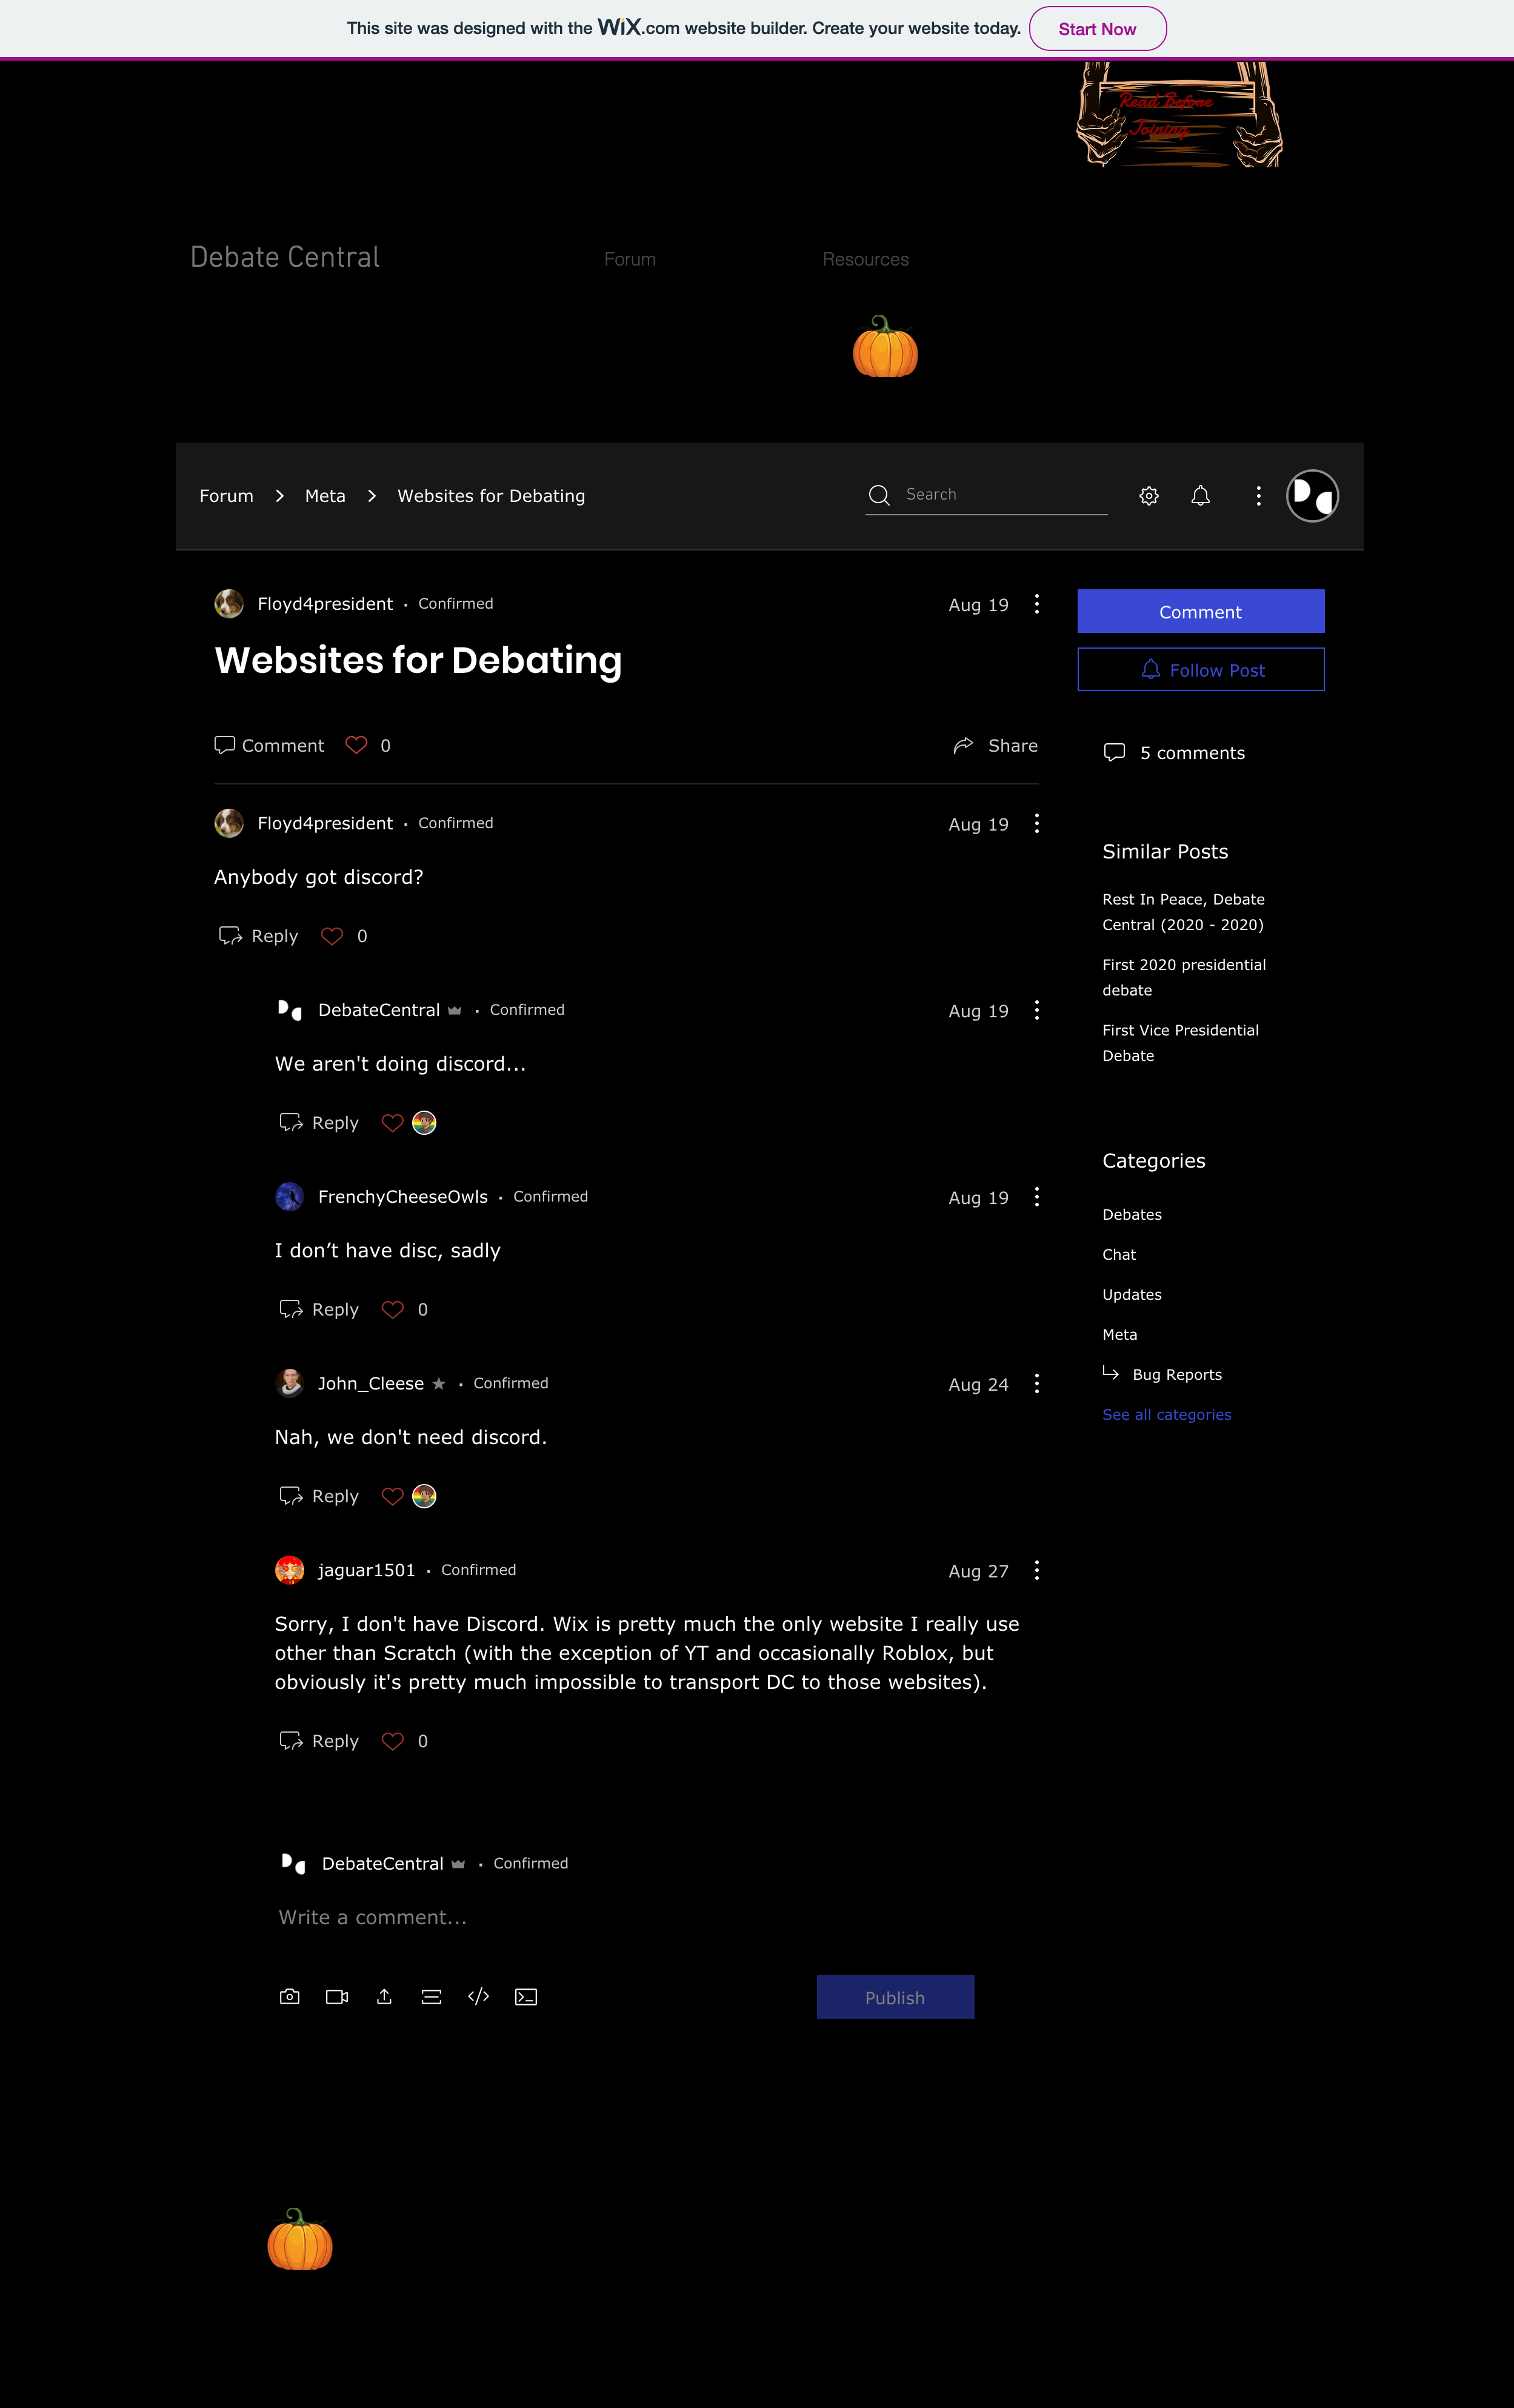 This site was designed with the WiX.com website builder. Create your website today. Start Now
Read Before
Joining
Debate Central
Forum
Resources
Forum > Meta > Websites for Debating
Search
Floyd4president · Confirmed
Aug 19
Websites for Debating
Comment 0
Share
Floyd4president · Confirmed
Aug 19
Anybody got discord?
Reply 0
DebateCentral · Confirmed
Aug 19
We aren't doing discord...
Reply
FrenchyCheeseOwls · Confirmed
Aug 19
I don’t have disc, sadly
Reply 0
John_Cleese · Confirmed
Aug 24
Nah, we don't need discord.
Reply
jaguar1501 · Confirmed
Aug 27
Sorry, I don't have Discord. Wix is pretty much the only website I really use
other than Scratch (with the exception of YT and occasionally Roblox, but
obviously it's pretty much impossible to transport DC to those websites).
Reply 0
DebateCentral · Confirmed
Write a comment...
Publish
Comment
Follow Post
5 comments
Similar Posts
Rest In Peace, Debate
Central (2020 - 2020)
First 2020 presidential
debate
First Vice Presidential
Debate
Categories
Debates
Chat
Updates
Meta
Bug Reports
See all categories